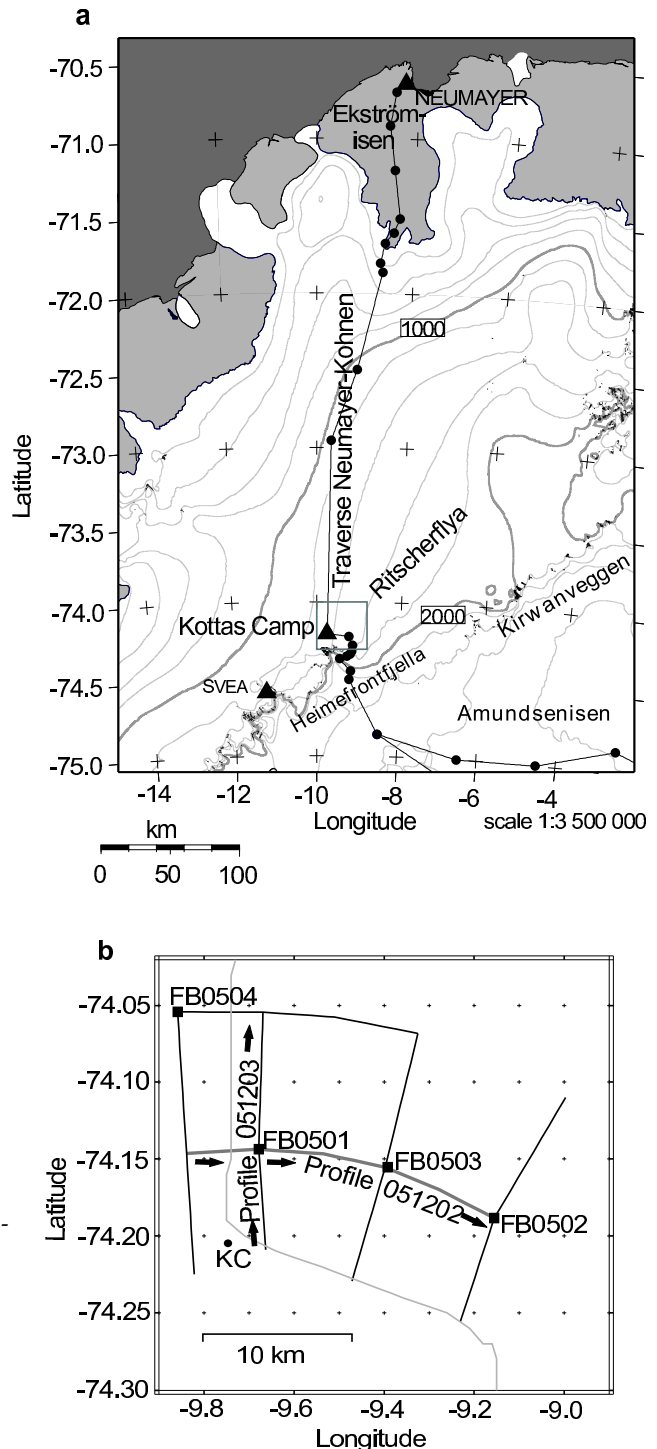 a
-70.5
-71.0
-71.5
-72.0
-72.5
-73.0
-73.5
-74.0
-74.5
-75.0
Latitude
NEUMAYER
Ekström-
isen
1000
Traverse Neumayer-Kohnen
Ritscherflya
Kottas Camp
2000
Kirwanveggen
SVEA
Heimefrontfjella
Amundsenisen
-14 -12 -10 -8 -6 -4
Longitude
scale 1:3 500 000
km
0 50 100
b
-74.05
-74.10
-74.15
-74.20
-74.25
-74.30
Latitude
FB0504
Profile 051203
FB0501
FB0503
Profile 051202
FB0502
KC
10 km
-9.8 -9.6 -9.4 -9.2 -9.0
Longitude